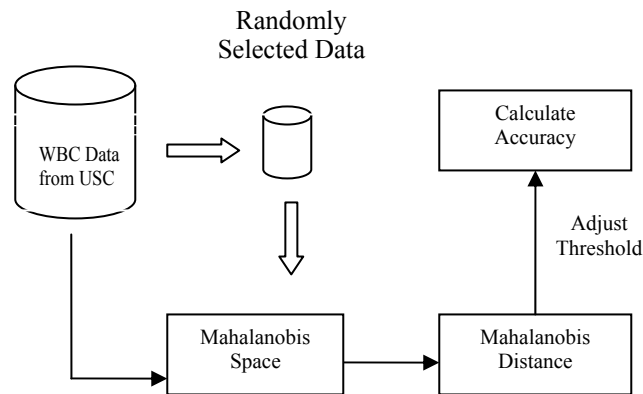 Randomly
Selected Data
WBC Data
from USC
Calculate
Accuracy
Adjust
Threshold
Mahalanobis
Space
Mahalanobis
Distance